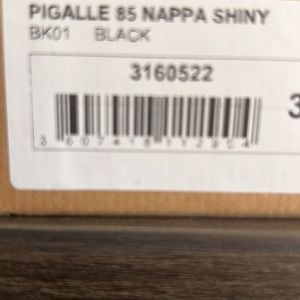 PIGALLE 85 NAPPA SHINY
BK01 BLACK
3160522
3